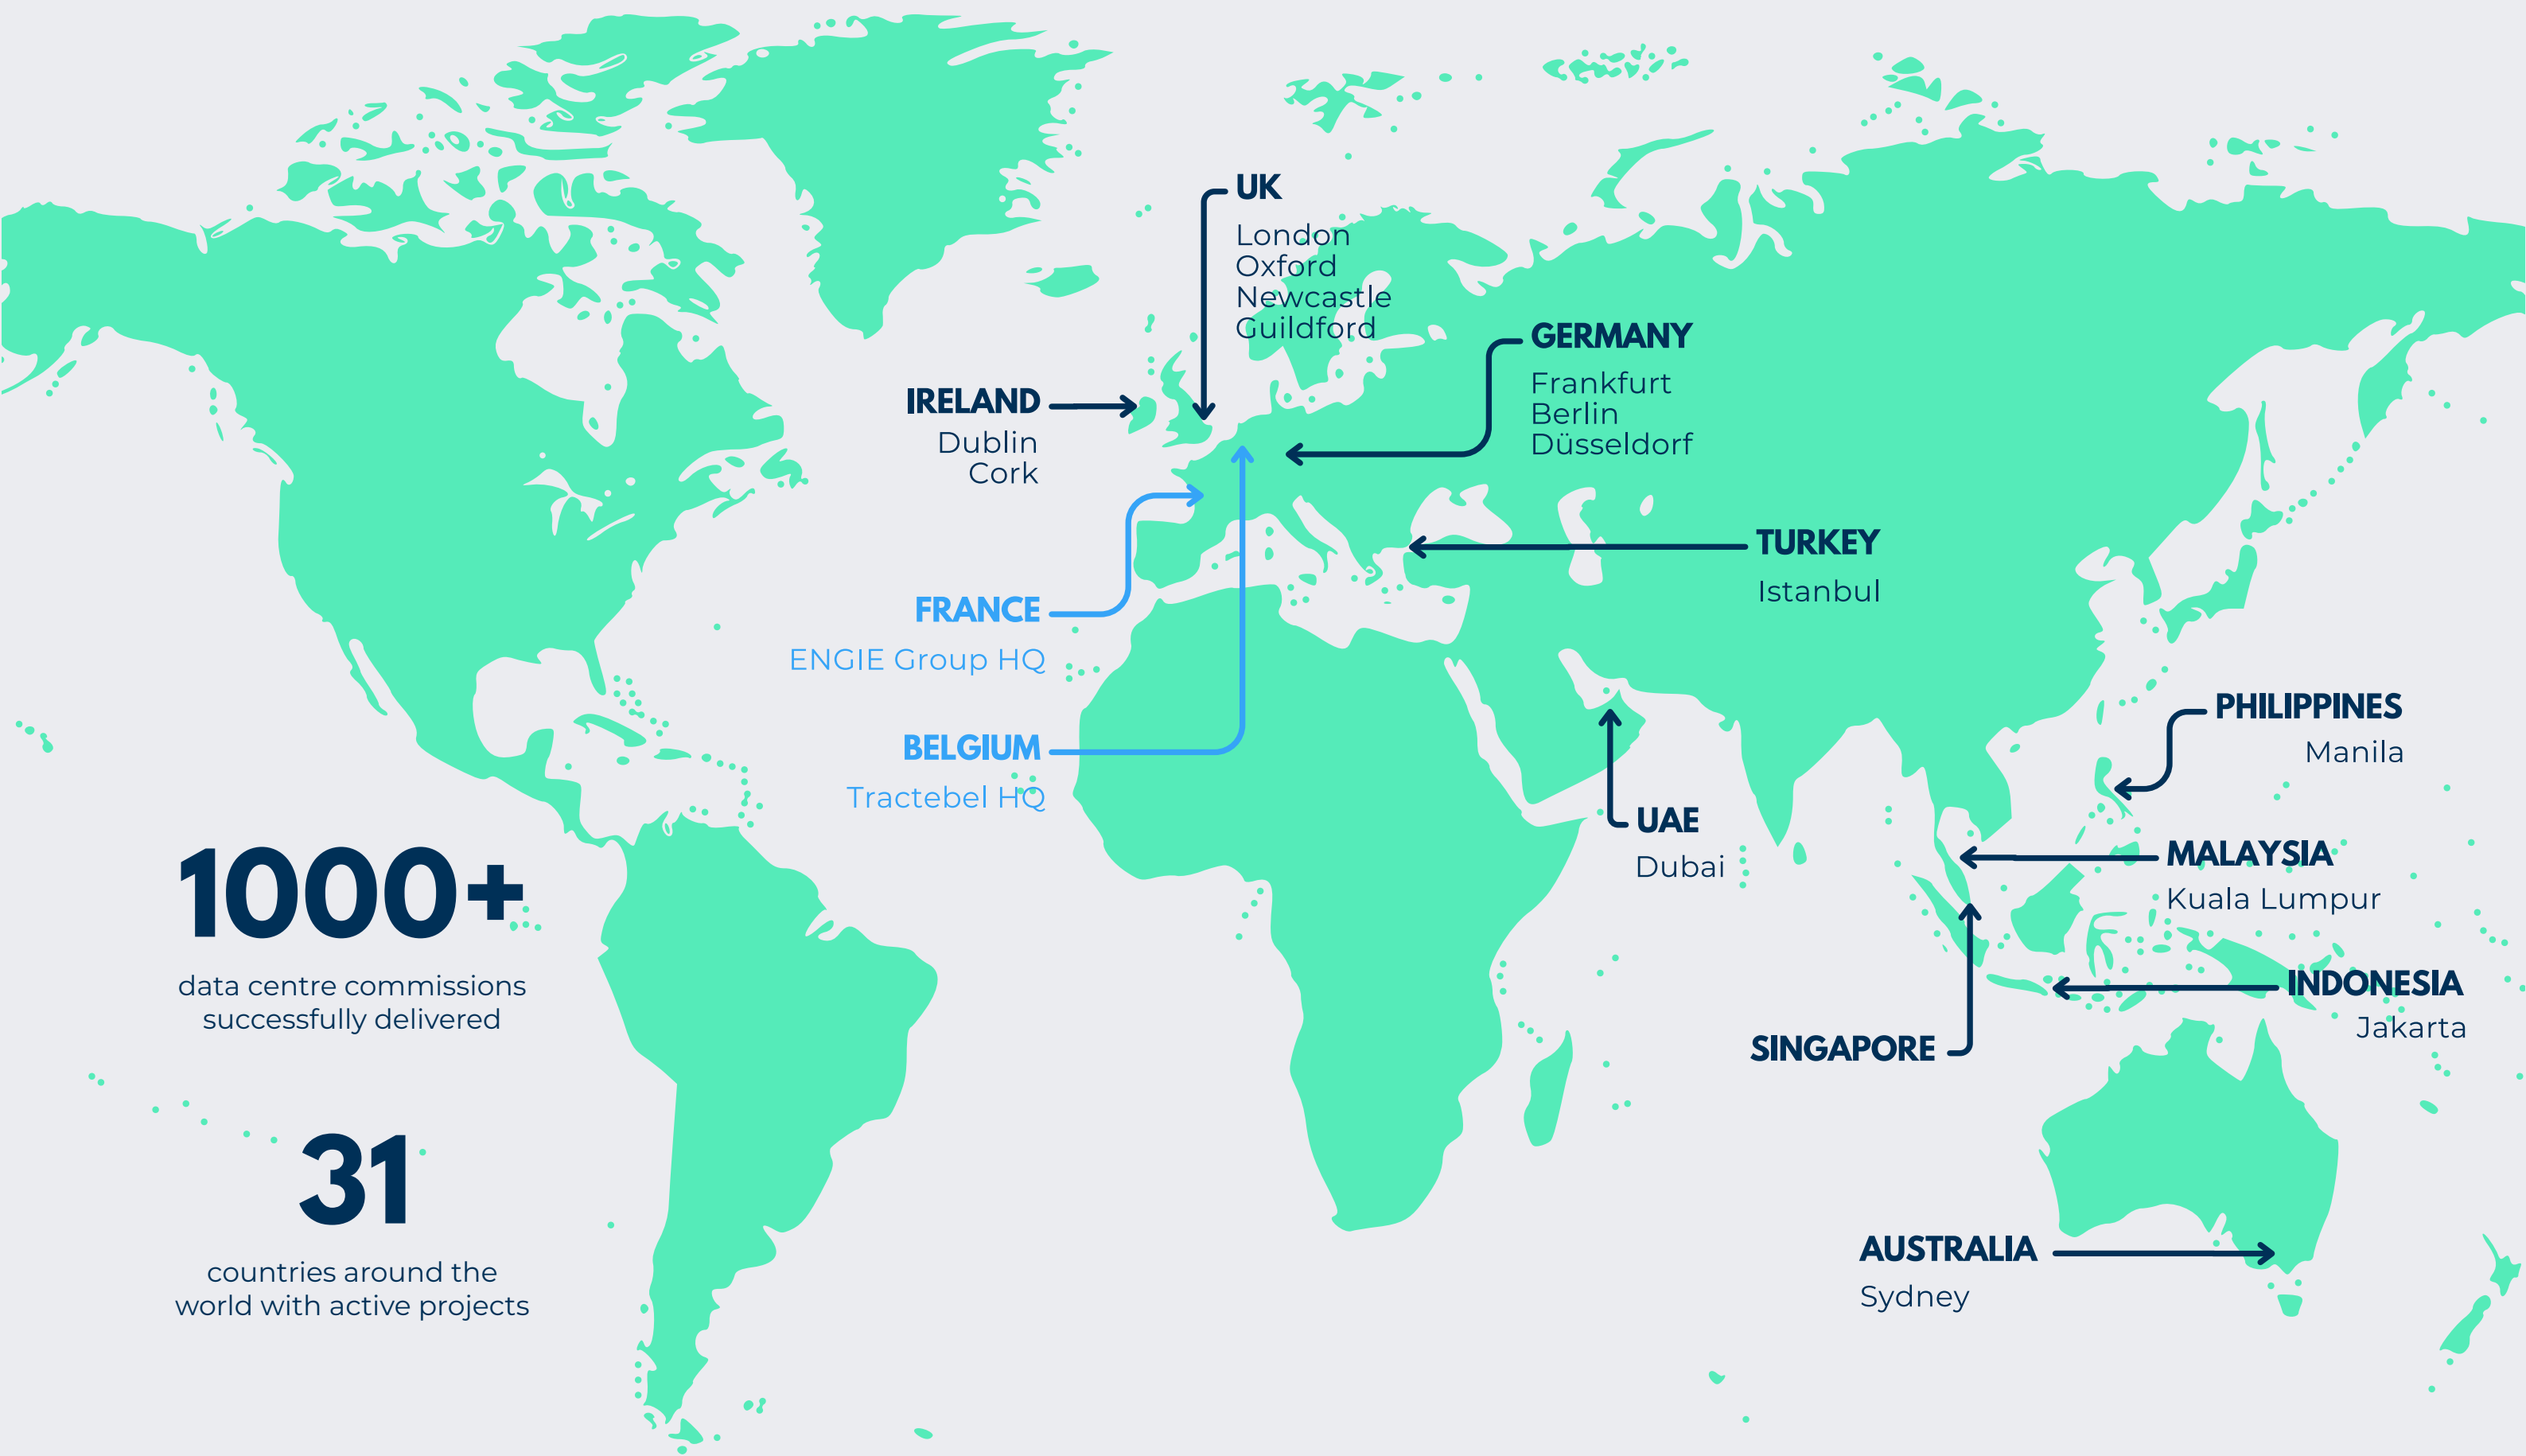 UK
London
Oxford
Newcastle
Guildford
GERMANY
Frankfurt
Berlin
Düsseldorf
IRELAND
Dublin
Cork
TURKEY
Istanbul
FRANCE
ENGIE Group HQ
BELGIUM
Tractebel HQ
PHILIPPINES
Manila
UAE
Dubai
MALAYSIA
Kuala Lumpur
INDONESIA
Jakarta
SINGAPORE
AUSTRALIA
Sydney
1000+
data centre commissions
successfully delivered
31
countries around the
world with active projects